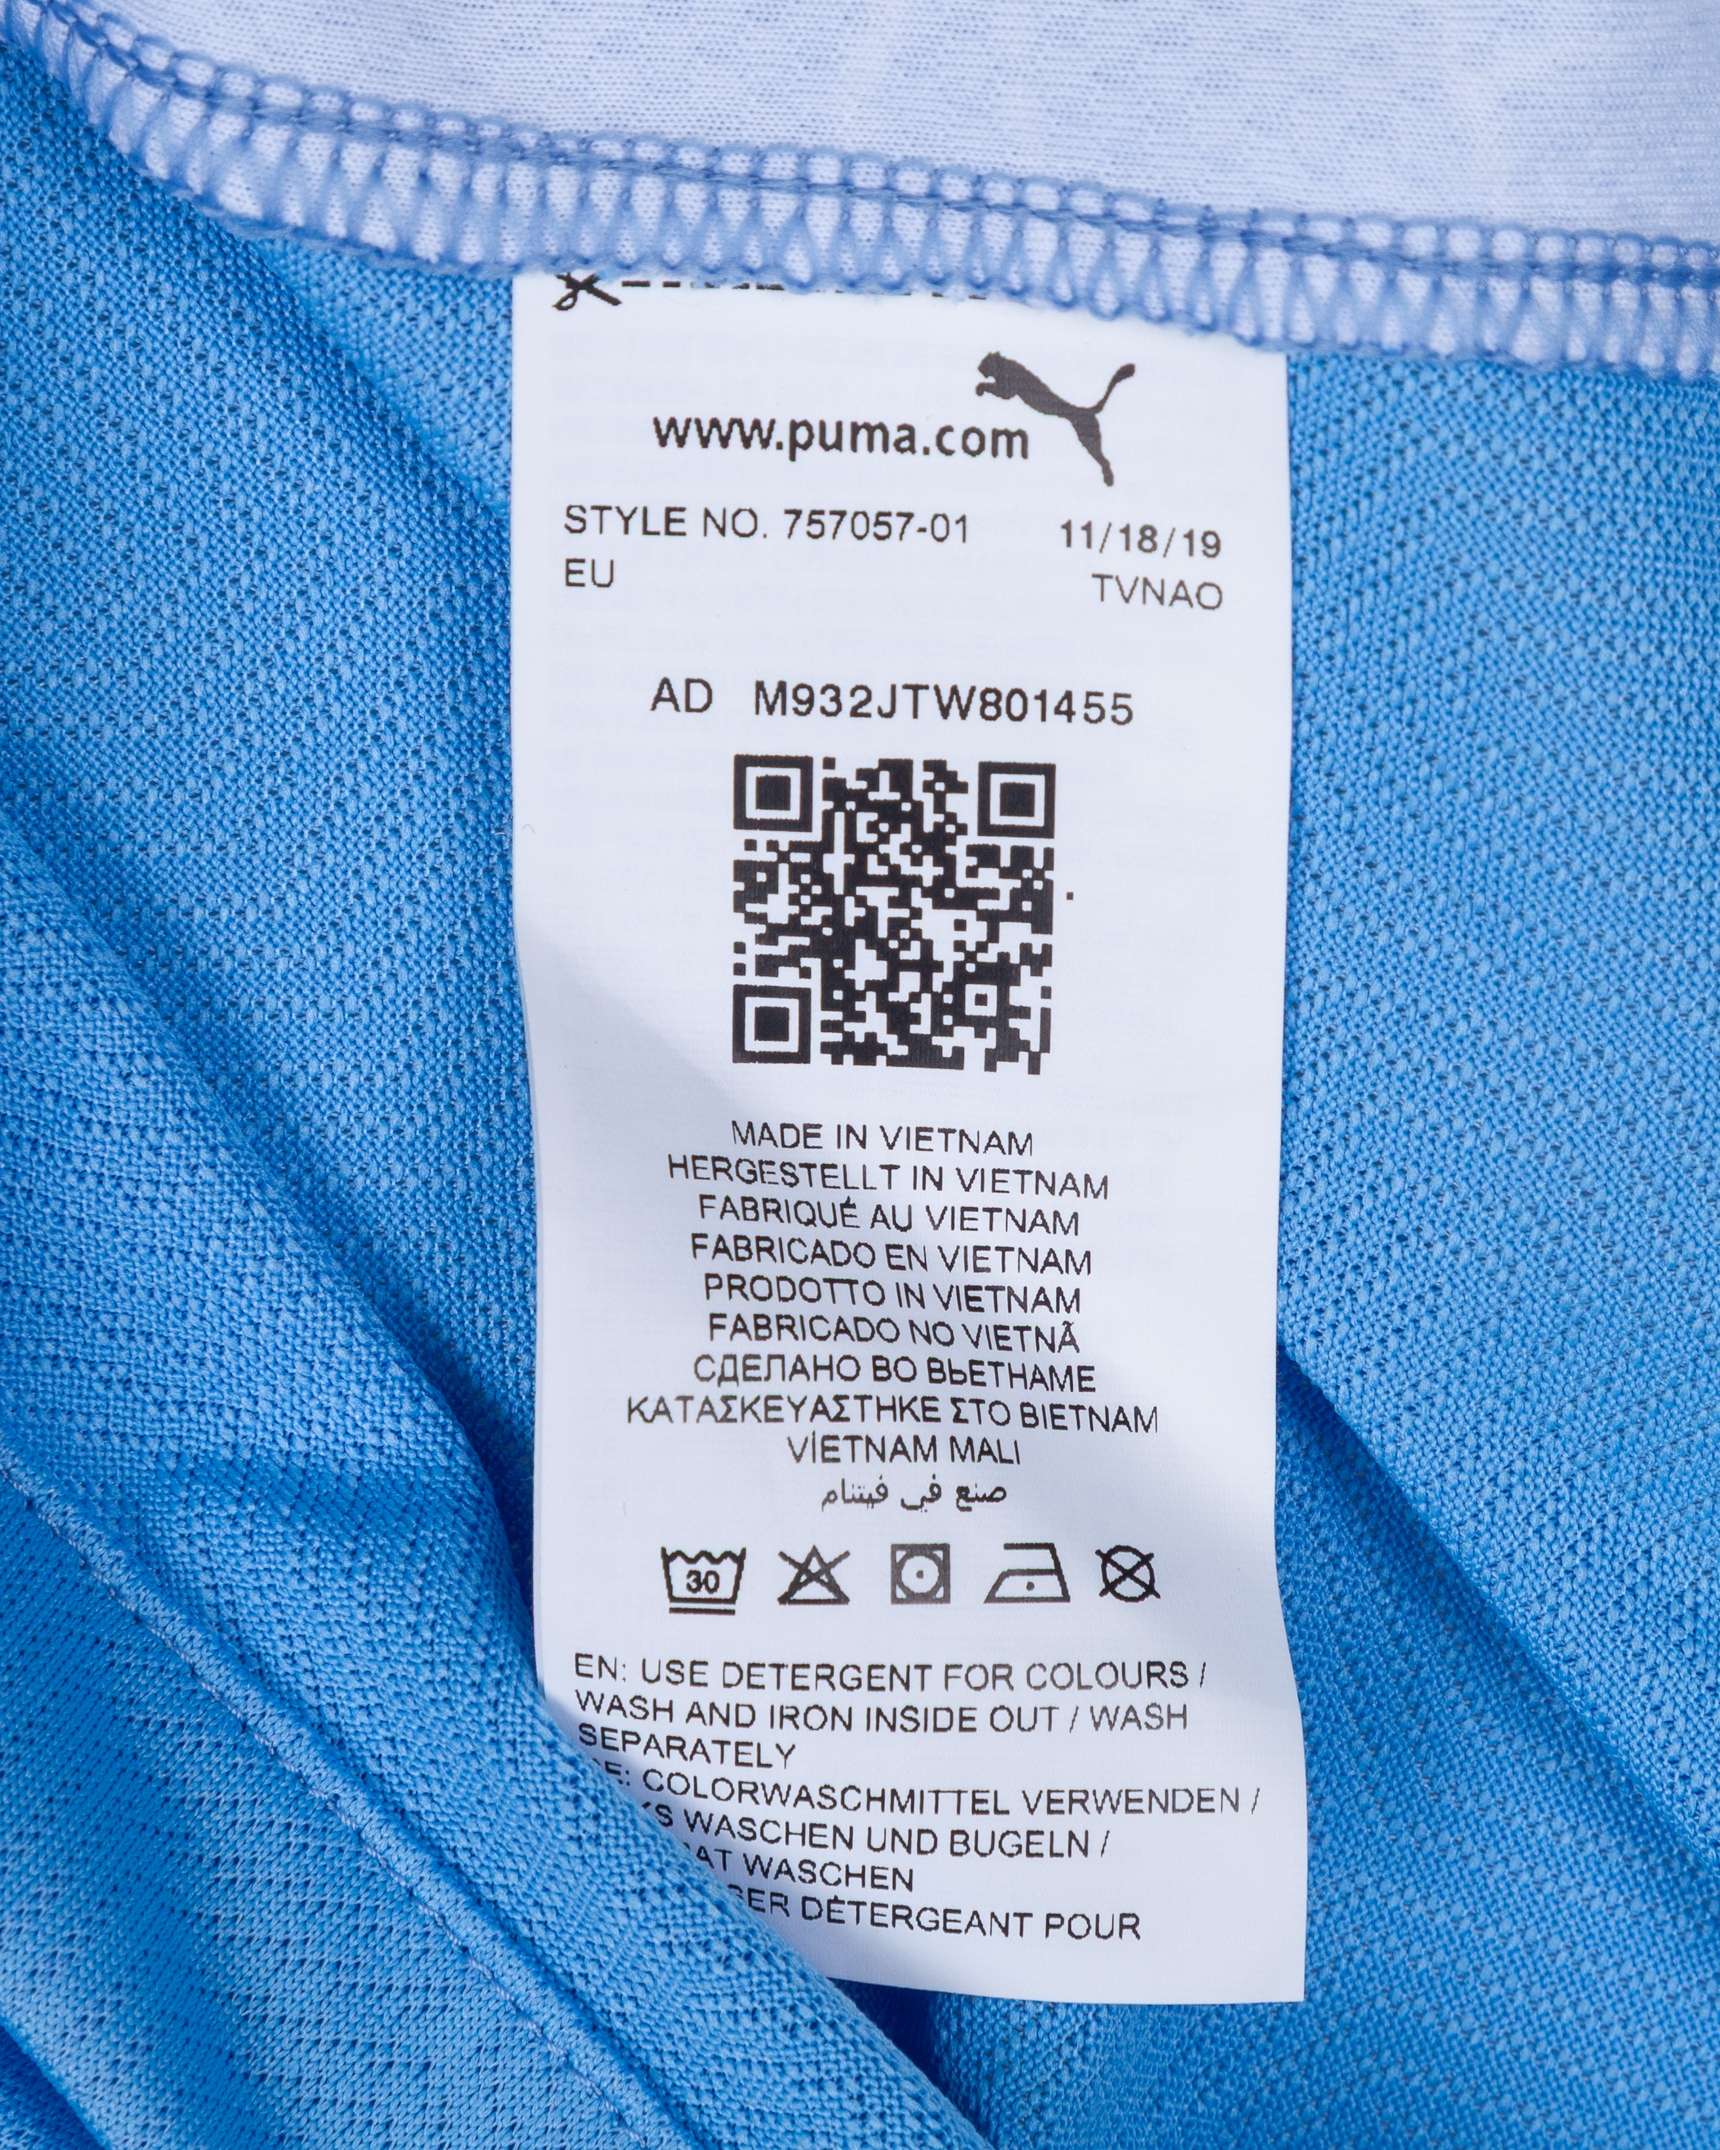 www.puma.com
STYLE NO. 757057-01 11/18/19
EU TVNAO
AD M932JTW801455
MADE IN VIETNAM
HERGESTELLT IN VIETNAM
FABRIQUÉ AU VIETNAM
FABRICADO EN VIETNAM
PRODOTTO IN VIETNAM
FABRICADO NO VIETNÃ
СДЕЛАНО ВО ВЬЕТНАМЕ
ΚΑΤΑΣΚΕΥΑΣΤΗΚΕ ΣΤΟ ΒΙΕΤΝΑΜ
VİETNAM MALI
صنع في فيتنام
30
EN: USE DETERGENT FOR COLOURS /
WASH AND IRON INSIDE OUT / WASH
SEPARATELY
COLORWASCHMITTEL VERWENDEN /
WASCHEN UND BUGELN /
WASCHEN
DÉTERGEANT POUR